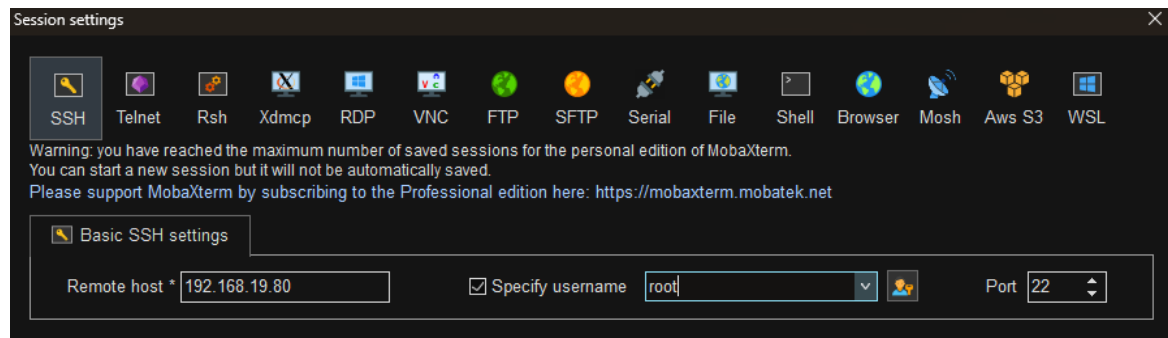 Session settings
SSH Telnet Rsh Xdmcp RDP VNC FTP SFTP Serial File Shell Browser Mosh Aws S3 WSL
Warning: you have reached the maximum number of saved sessions for the personal edition of MobaXterm.
You can start a new session but it will not be automatically saved.
Please support MobaXterm by subscribing to the Professional edition here: https://mobaxterm.mobatek.net
Basic SSH settings
Remote host * 192.168.19.80 Specify username root Port 22